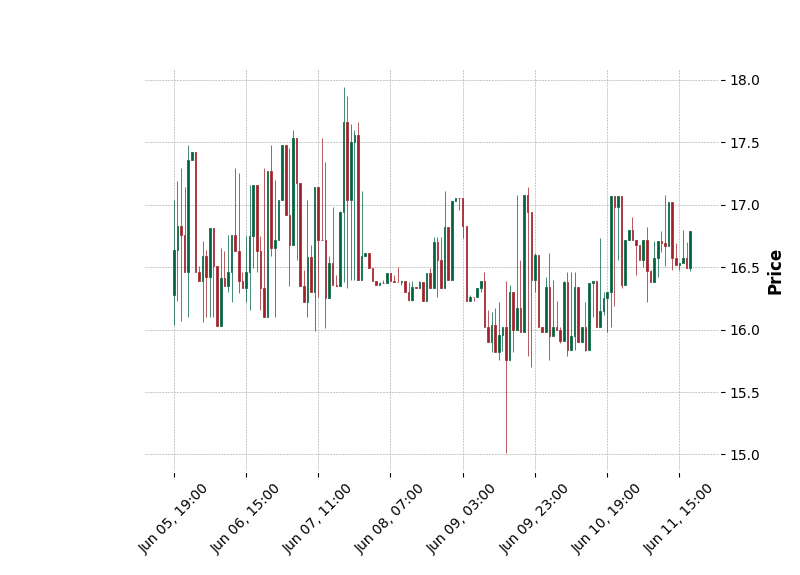 18.0
17.5
17.0
16.5
16.0
15.5
15.0
Price
Jun 05, 19:00
Jun 06, 15:00
Jun 07, 11:00
Jun 08, 07:00
Jun 09, 03:00
Jun 09, 23:00
Jun 10, 19:00
Jun 11, 15:00